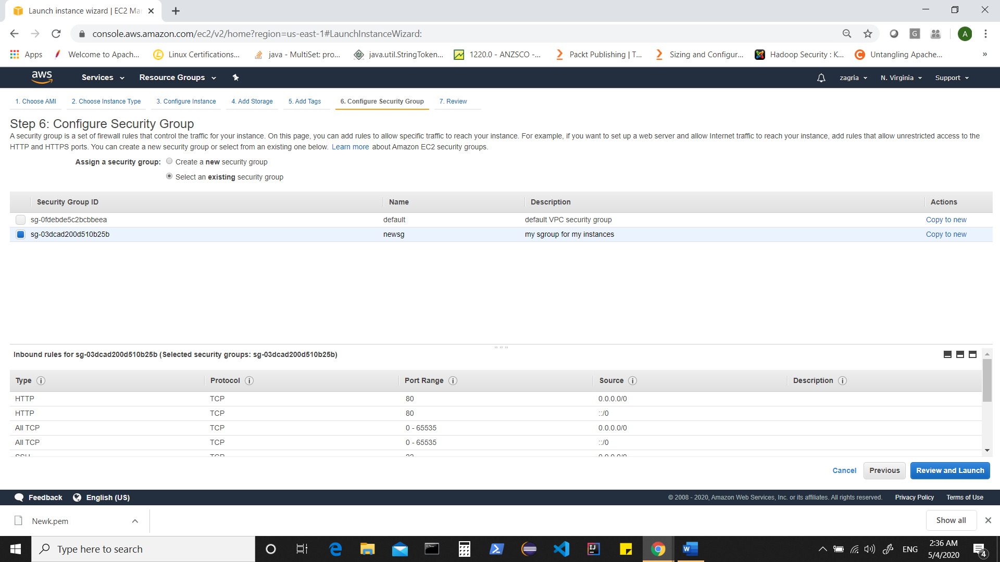 Launch instance wizard | EC2 Mar
console.aws.amazon.com/ec2/v2/home?region=us-east-1#LaunchInstanceWizard:
G
A
Apps
Welcome to Apach...
Linux Certifications...
java - MultiSet: pro...
java.util.StringToken...
1220.0 - ANZSCO -...
Packt Publishing | T...
Sizing and Configur...
Hadoop Security : K...
Untangling Apache...
»
aws Services Resource Groups zagria N. Virginia Support
1. Choose AMI 2. Choose Instance Type 3. Configure Instance 4. Add Storage 5. Add Tags 6. Configure Security Group 7. Review
Step 6: Configure Security Group
A security group is a set of firewall rules that control the traffic for your instance. On this page, you can add rules to allow specific traffic to reach your instance. For example, if you want to set up a web server and allow Internet traffic to reach your instance, add rules that allow unrestricted access to the
HTTP and HTTPS ports. You can create a new security group or select from an existing one below. Learn more about Amazon EC2 security groups.
Assign a security group: Create a new security group
Select an existing security group
Security Group ID Name Description Actions
sg-0fdebde5c2bcbbeea default default VPC security group Copy to new
sg-03dcad200d510b25b newsg my sgroup for my instances Copy to new
Inbound rules for sg-03dcad200d510b25b (Selected security groups: sg-03dcad200d510b25b)
Type Protocol Port Range Source Description
HTTP TCP 80 0.0.0.0/0
HTTP TCP 80 ::/0
All TCP TCP 0 - 65535 0.0.0.0/0
All TCP TCP 0 - 65535 ::/0
SSH TCP 22 0.0.0.0/0
Cancel Previous Review and Launch
Feedback English (US) © 2008 - 2020, Amazon Web Services, Inc. or its affiliates. All rights reserved. Privacy Policy Terms of Use
Newk.pem Show all
Type here to search
ENG
2:36 AM
5/4/2020
4